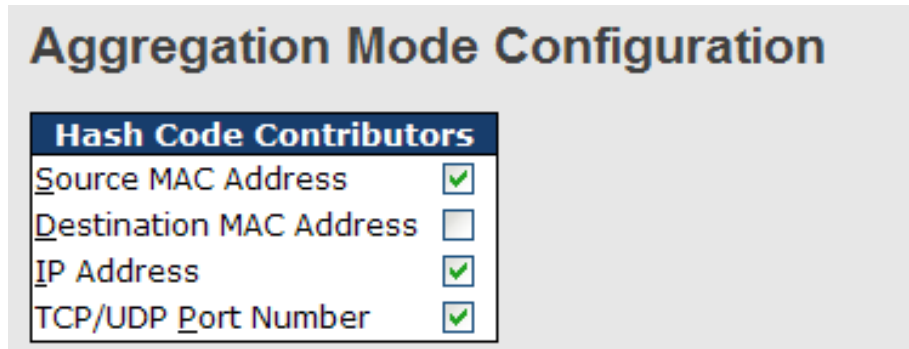 Aggregation Mode Configuration
Hash Code Contributors
Source MAC Address
Destination MAC Address
IP Address
TCP/UDP Port Number